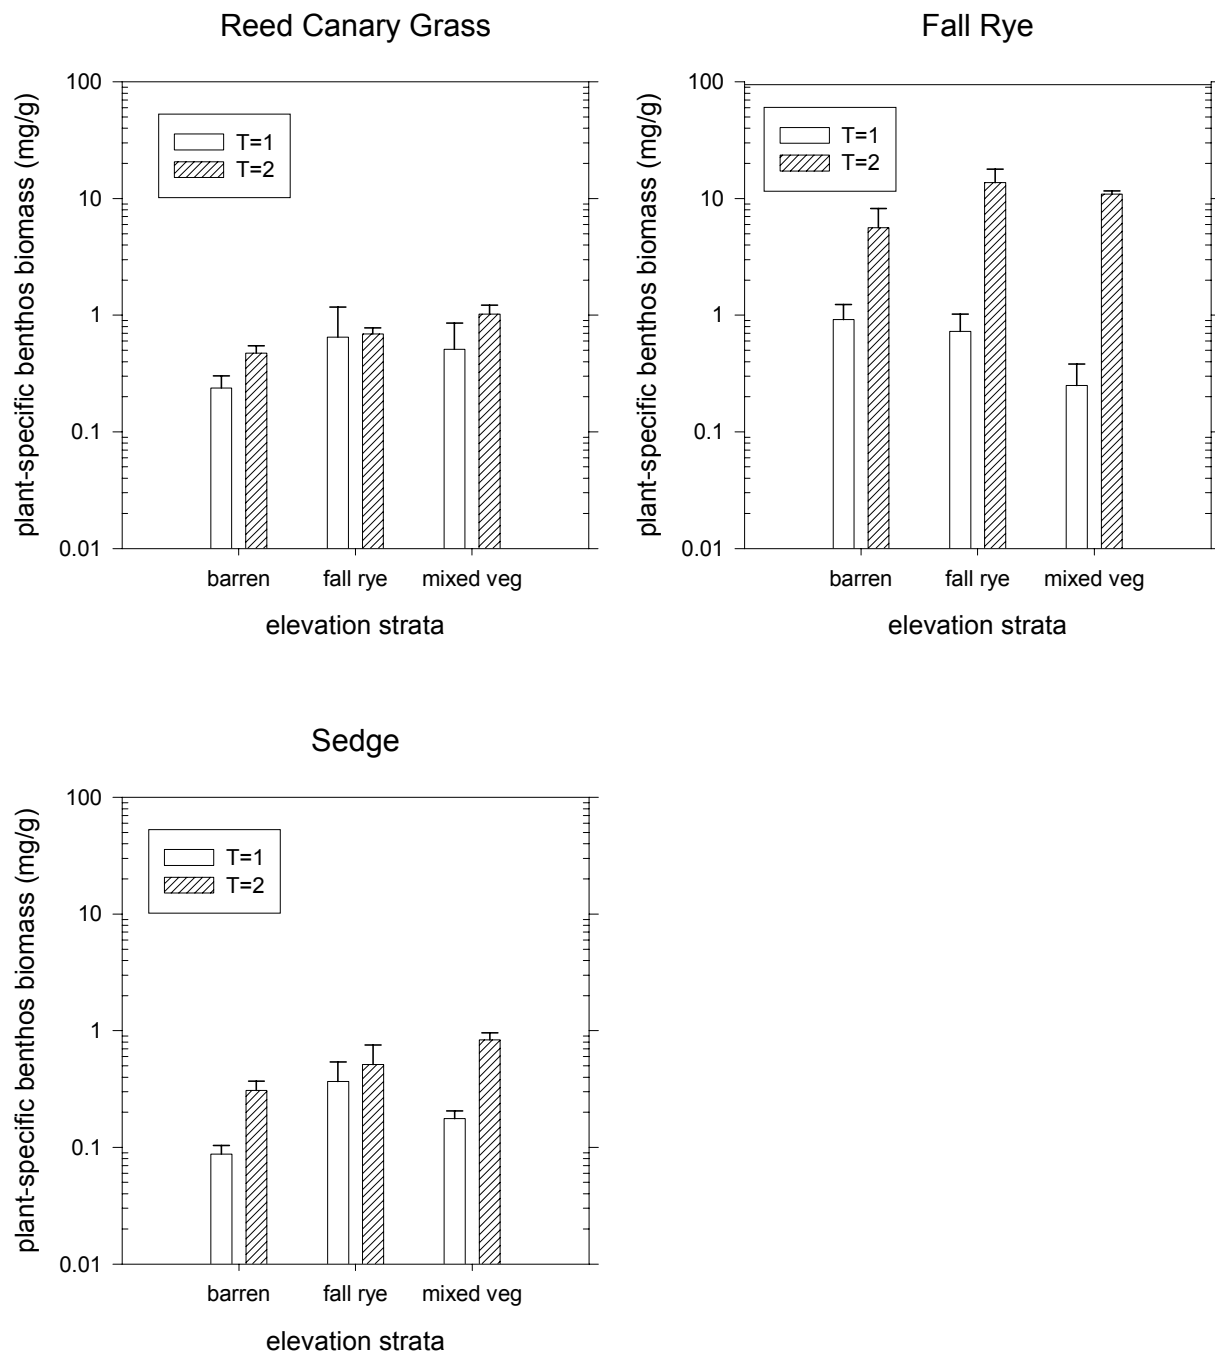 Reed Canary Grass
plant-specific benthos biomass (mg/g)
100
10
1
0.1
0.01
T=1
T=2
barren fall rye mixed veg
elevation strata
Fall Rye
plant-specific benthos biomass (mg/g)
100
10
1
0.1
0.01
T=1
T=2
barren fall rye mixed veg
elevation strata
Sedge
plant-specific benthos biomass (mg/g)
100
10
1
0.1
0.01
T=1
T=2
barren fall rye mixed veg
elevation strata